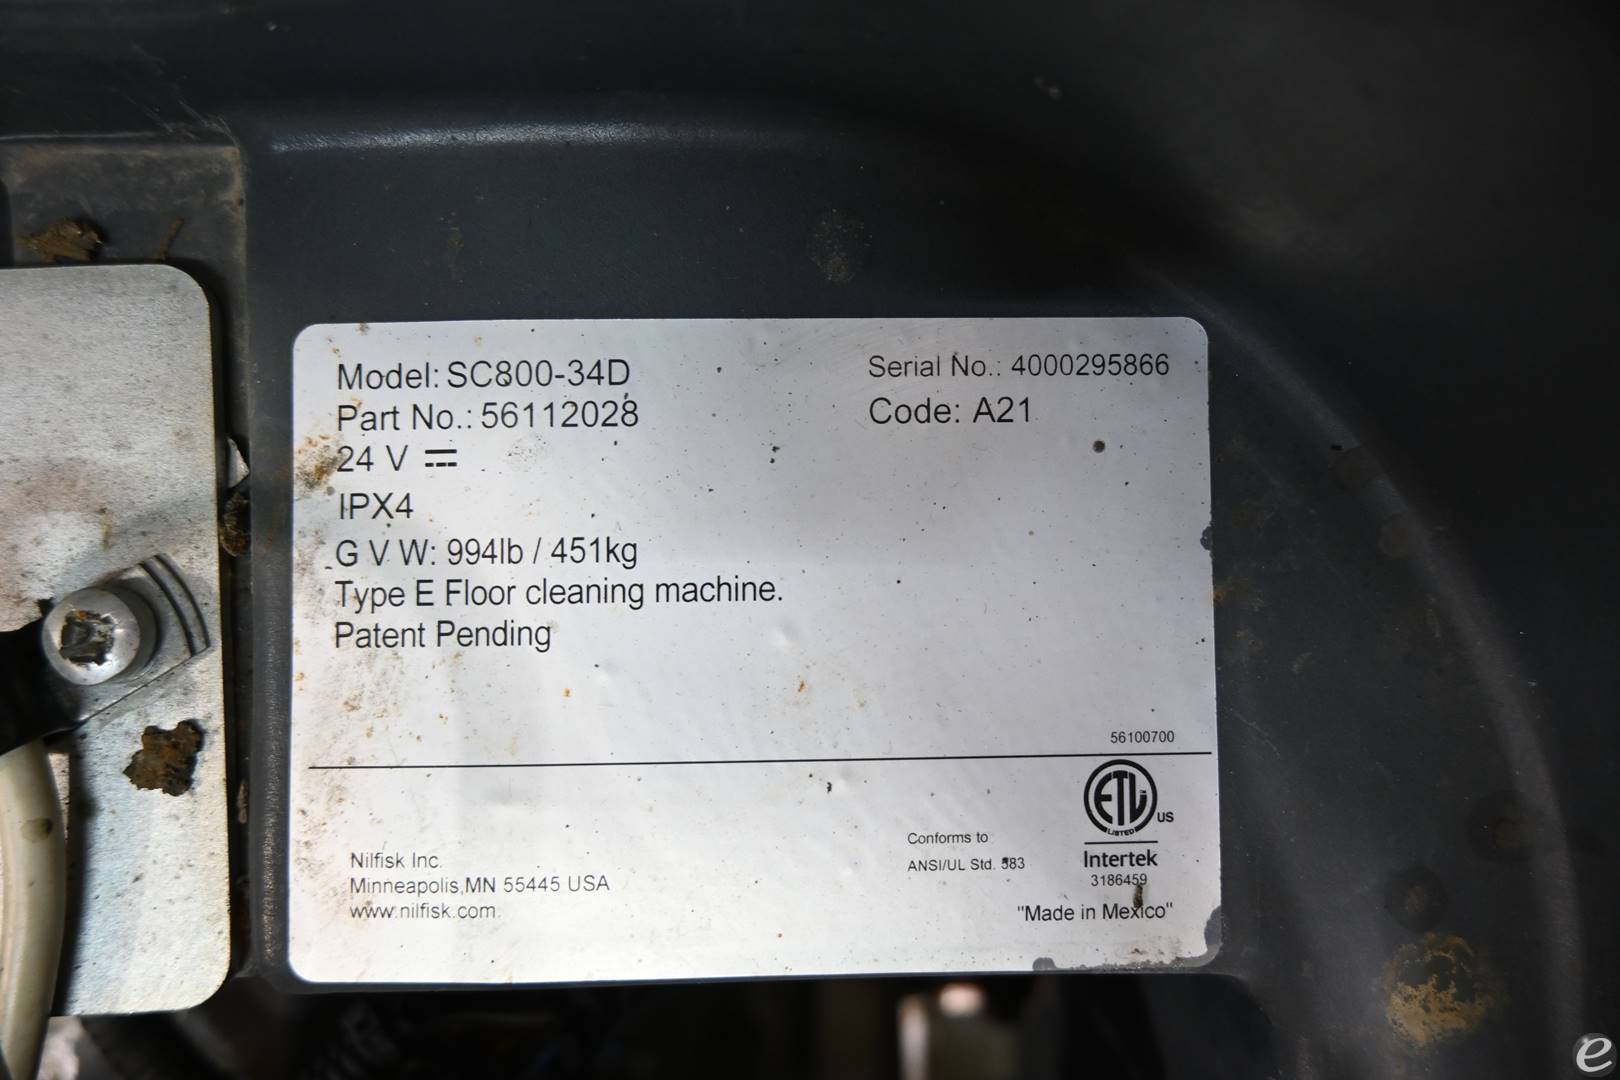 Model: SC800-34D
Part No.: 56112028
24 V
IPX4
G V W: 994lb / 451kg
Type E Floor cleaning machine.
Patent Pending
Serial No.: 4000295866
Code: A21
56100700
Nilfisk Inc.
Minneapolis,MN 55445 USA
www.nilfisk.com
Conforms to
ANSI/UL Std. 583
ETL
LISTED
US
Intertek
3186459
"Made in Mexico"
e